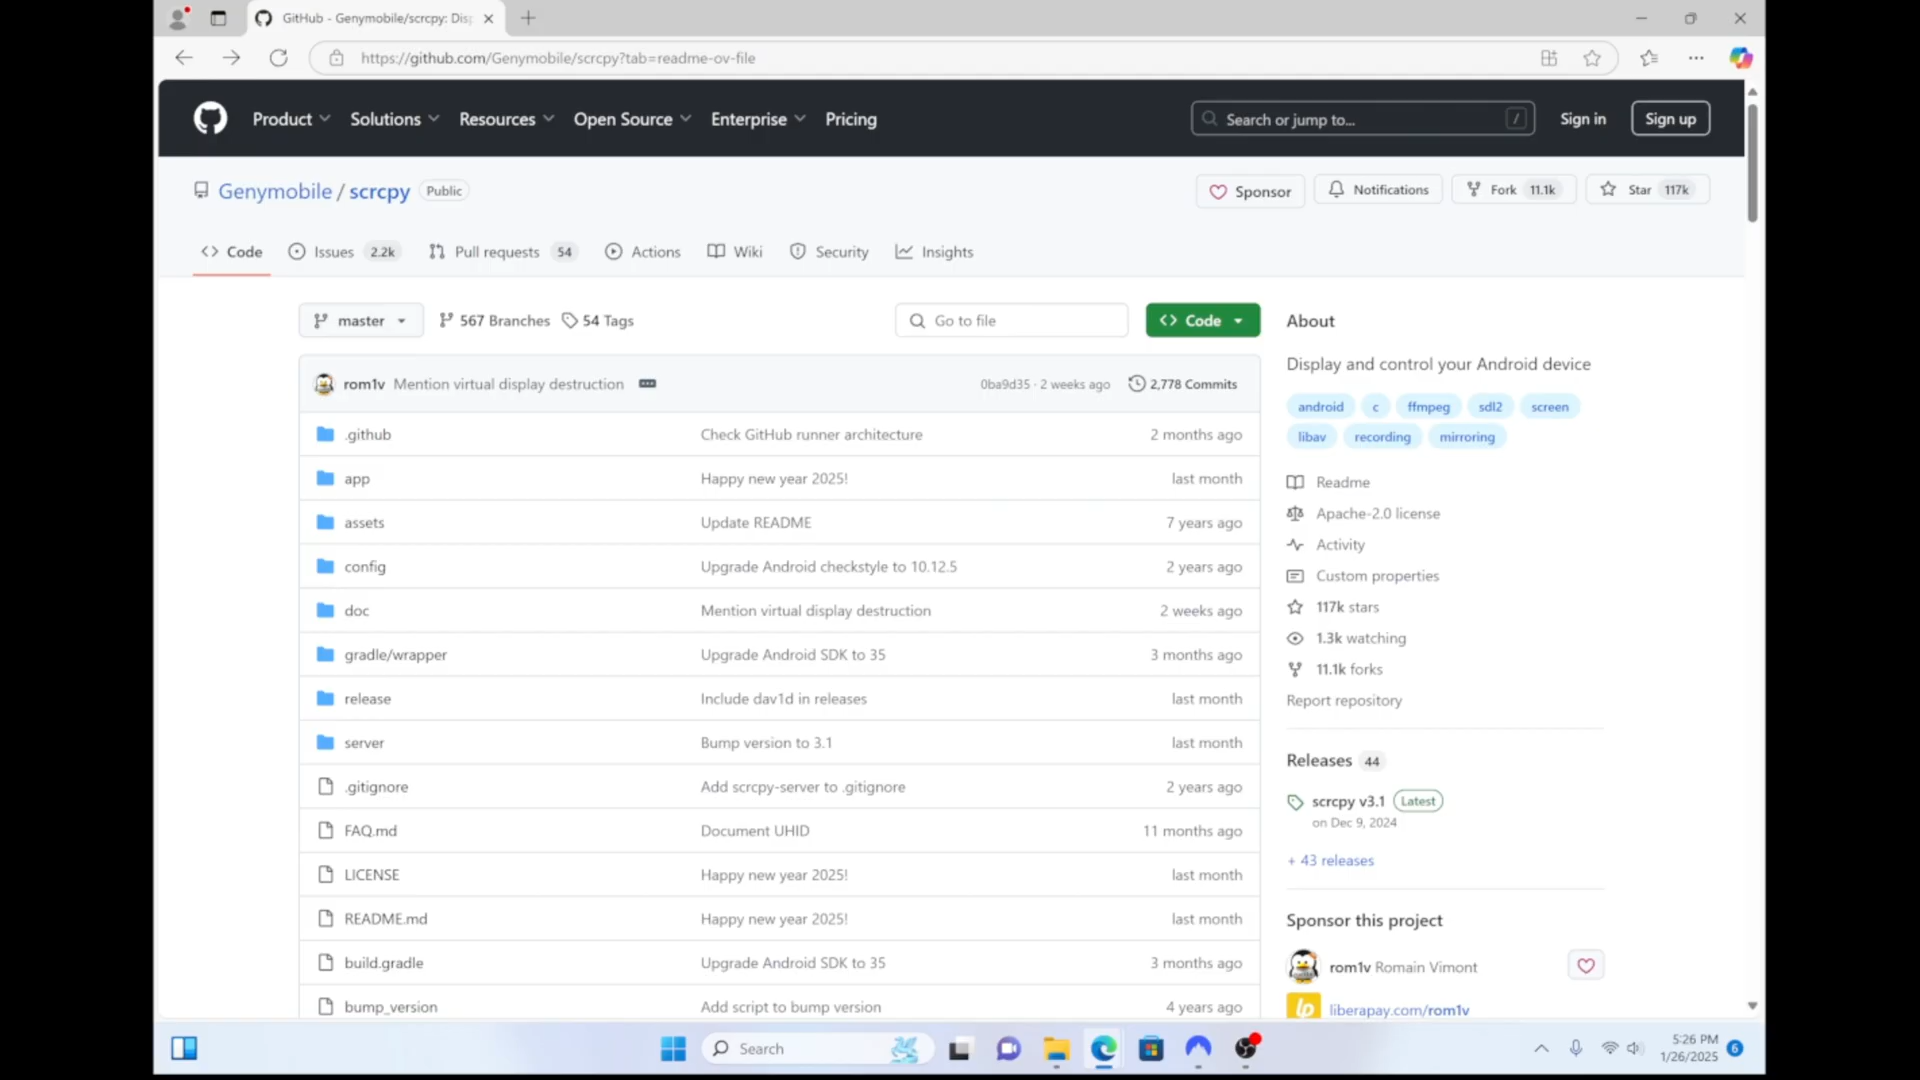 GitHub - Genymobile/scrcpy: Disp
https://github.com/Genymobile/scrcpy?tab=readme-ov-file
Product Solutions Resources Open Source Enterprise Pricing
Search or jump to... /
Sign in Sign up
Genymobile / scrcpy Public
Sponsor Notifications Fork 11.1k Star 117k
Code Issues 2.2k Pull requests 54 Actions Wiki Security Insights
master 567 Branches 54 Tags
Go to file
Code
rom1v Mention virtual display destruction 0ba9d35 · 2 weeks ago 2,778 Commits
.github Check GitHub runner architecture 2 months ago
app Happy new year 2025! last month
assets Update README 7 years ago
config Upgrade Android checkstyle to 10.12.5 2 years ago
doc Mention virtual display destruction 2 weeks ago
gradle/wrapper Upgrade Android SDK to 35 3 months ago
release Include dav1d in releases last month
server Bump version to 3.1 last month
.gitignore Add scrcpy-server to .gitignore 2 years ago
FAQ.md Document UHID 11 months ago
LICENSE Happy new year 2025! last month
README.md Happy new year 2025! last month
build.gradle Upgrade Android SDK to 35 3 months ago
bump_version Add script to bump version 4 years ago
About
Display and control your Android device
android c ffmpeg sdl2 screen
libav recording mirroring
Readme
Apache-2.0 license
Activity
Custom properties
117k stars
1.3k watching
11.1k forks
Report repository
Releases 44
scrcpy v3.1 Latest
on Dec 9, 2024
+ 43 releases
Sponsor this project
rom1v Romain Vimont
lp liberapay.com/rom1v
Search
5:26 PM
1/26/2025
6